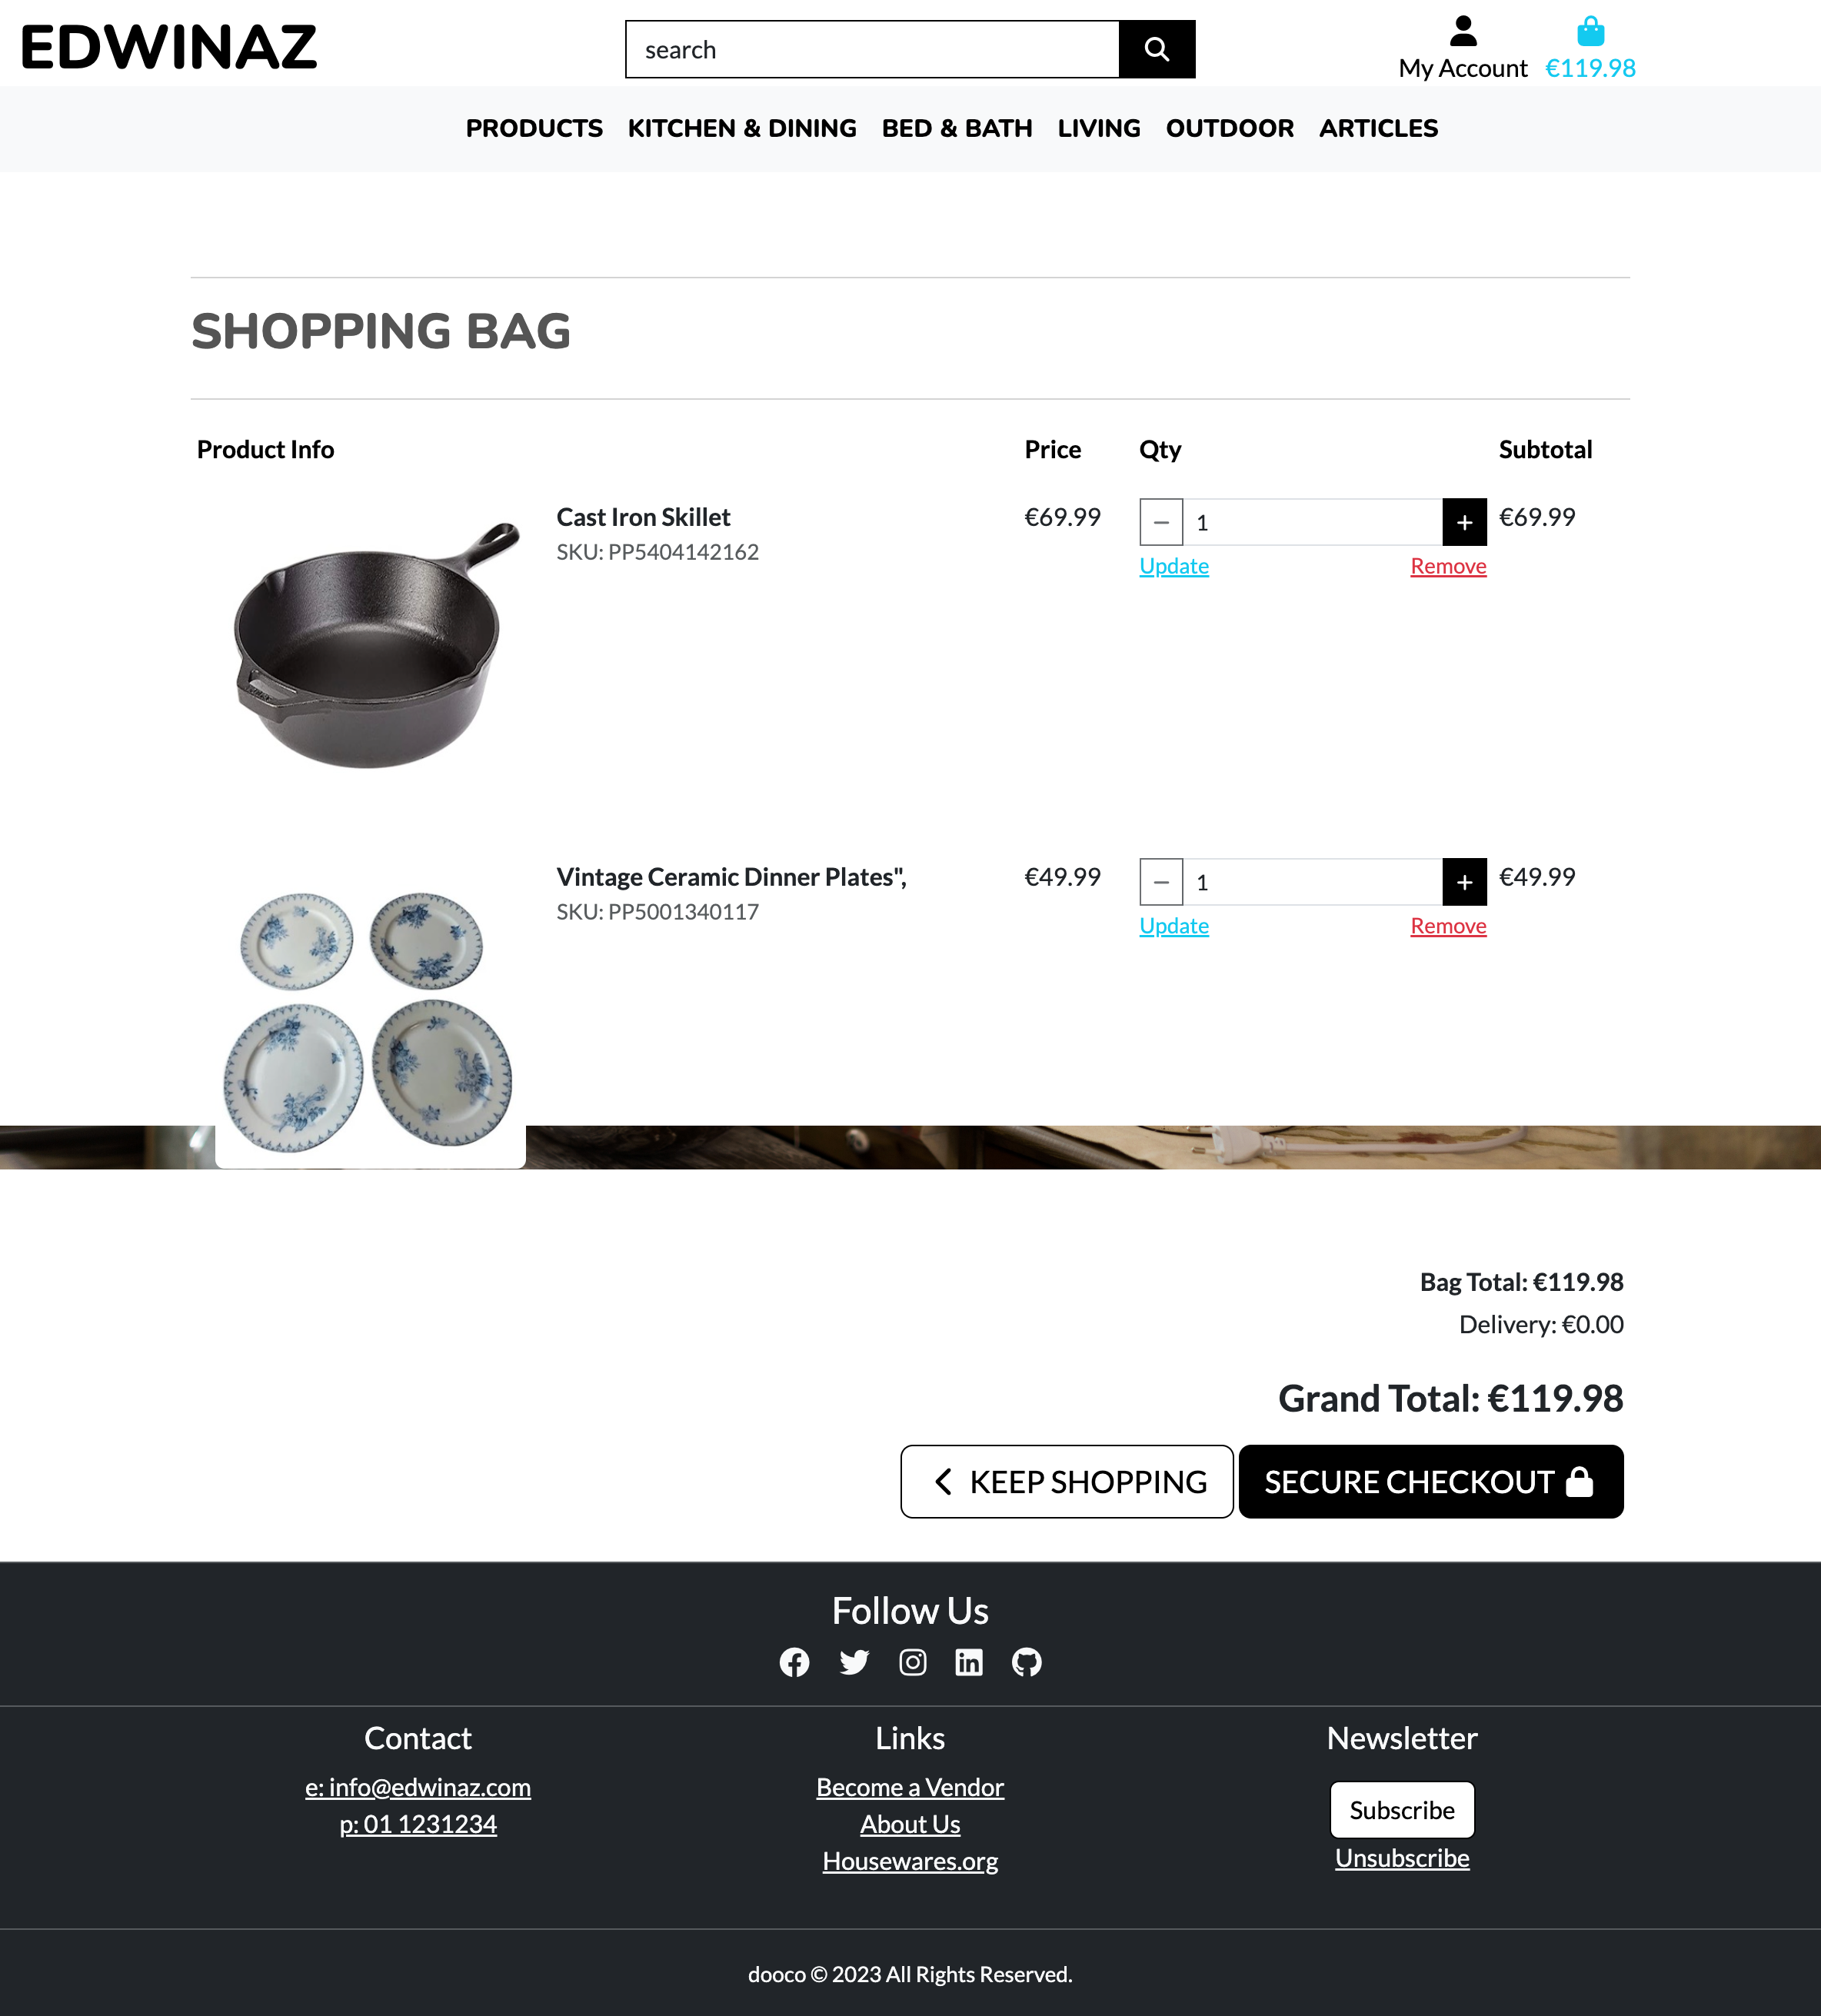 EDWINAZ
search
My Account €119.98
PRODUCTS KITCHEN & DINING BED & BATH LIVING OUTDOOR ARTICLES
SHOPPING BAG
Product Info Price Qty Subtotal
Cast Iron Skillet €69.99 − 1 + €69.99
SKU: PP5404142162
Update Remove
Vintage Ceramic Dinner Plates", €49.99 − 1 + €49.99
SKU: PP5001340117
Update Remove
Bag Total: €119.98
Delivery: €0.00
Grand Total: €119.98
KEEP SHOPPING SECURE CHECKOUT
Follow Us
Contact Links Newsletter
e: info@edwinaz.com Become a Vendor Subscribe
p: 01 1231234 About Us
Housewares.org Unsubscribe
dooco © 2023 All Rights Reserved.